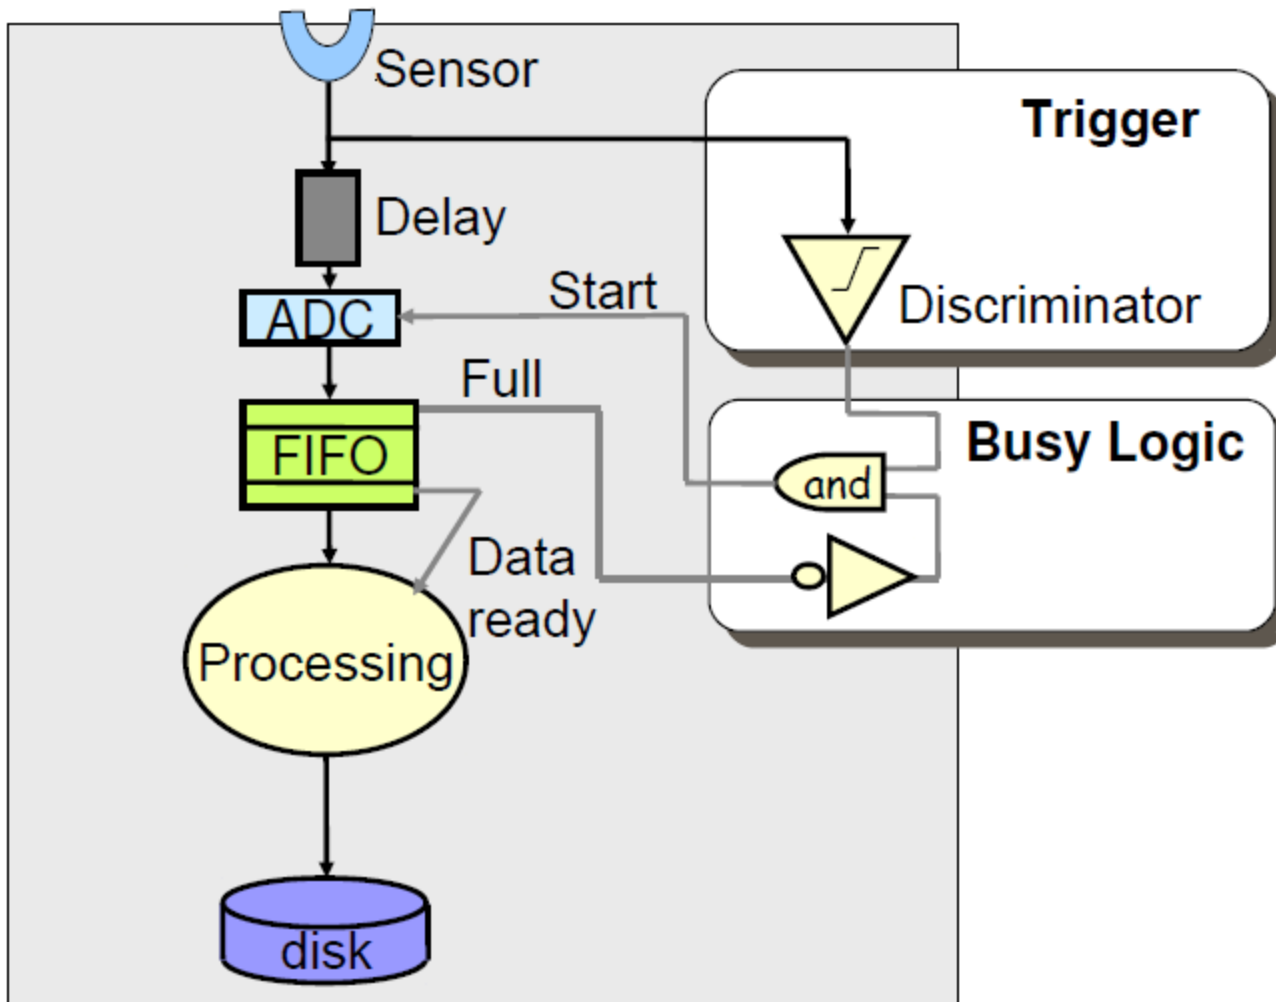 Sensor
Trigger
Delay
Start
Discriminator
ADC
Full
FIFO
Busy Logic
and
Data
ready
Processing
disk